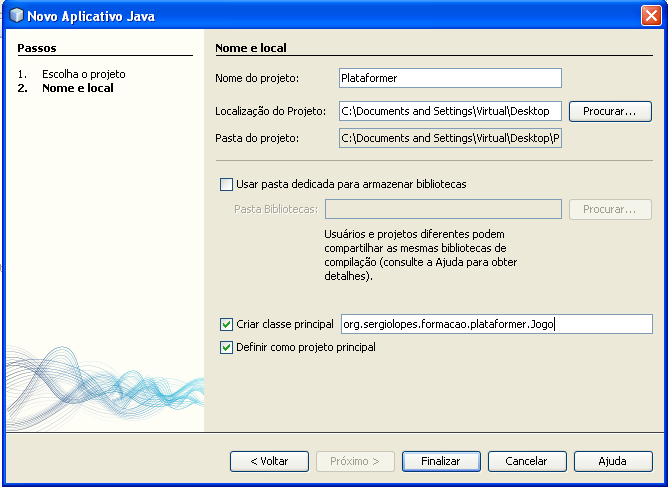 Novo Aplicativo Java
Passos
1. Escolha o projeto
2. Nome e local
Nome e local
Nome do projeto: Plataformer
Localização do Projeto: C:\Documents and Settings\Virtual\Desktop Procurar...
Pasta do projeto: C:\Documents and Settings\Virtual\Desktop\P
Usar pasta dedicada para armazenar bibliotecas
Pasta Bibliotecas: Procurar...
Usuários e projetos diferentes podem
compartilhar as mesmas bibliotecas de
compilação (consulte a Ajuda para obter
detalhes).
Criar classe principal org.sergiolopes.formacao.plataformer.Jogo
Definir como projeto principal
< Voltar Próximo > Finalizar Cancelar Ajuda